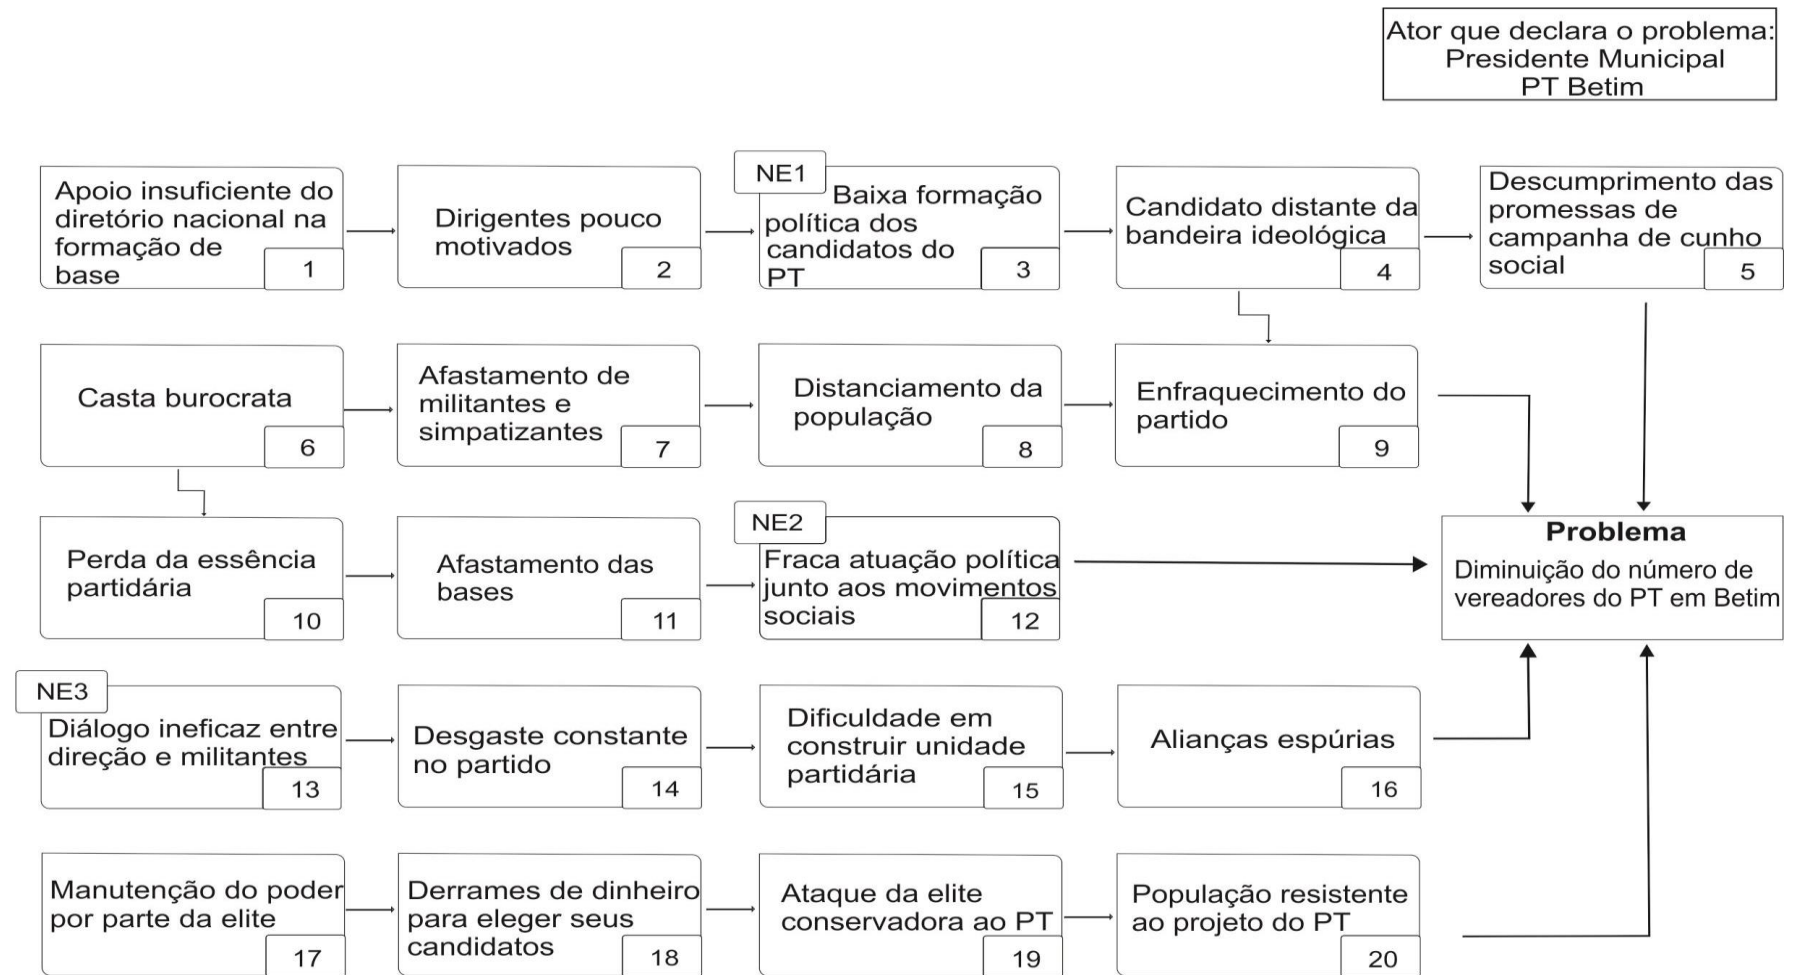 Ator que declara o problema:
Presidente Municipal
PT Betim
Apoio insuficiente do
diretório nacional na
formação de
base
1
Dirigentes pouco
motivados
2
NE1
Baixa formação
política dos
candidatos do
PT
3
Candidato distante da
bandeira ideológica
4
Descumprimento das
promessas de
campanha de cunho
social
5
Casta burocrata
6
Afastamento de
militantes e
simpatizantes
7
Distanciamento da
população
8
Enfraquecimento do
partido
9
Perda da essência
partidária
10
Afastamento das
bases
11
NE2
Fraca atuação política
junto aos movimentos
sociais
12
Problema
Diminuição do número de
vereadores do PT em Betim
NE3
Diálogo ineficaz entre
direção e militantes
13
Desgaste constante
no partido
14
Dificuldade em
construir unidade
partidária
15
Alianças espúrias
16
Manutenção do poder
por parte da elite
17
Derrames de dinheiro
para eleger seus
candidatos
18
Ataque da elite
conservadora ao PT
19
População resistente
ao projeto do PT
20